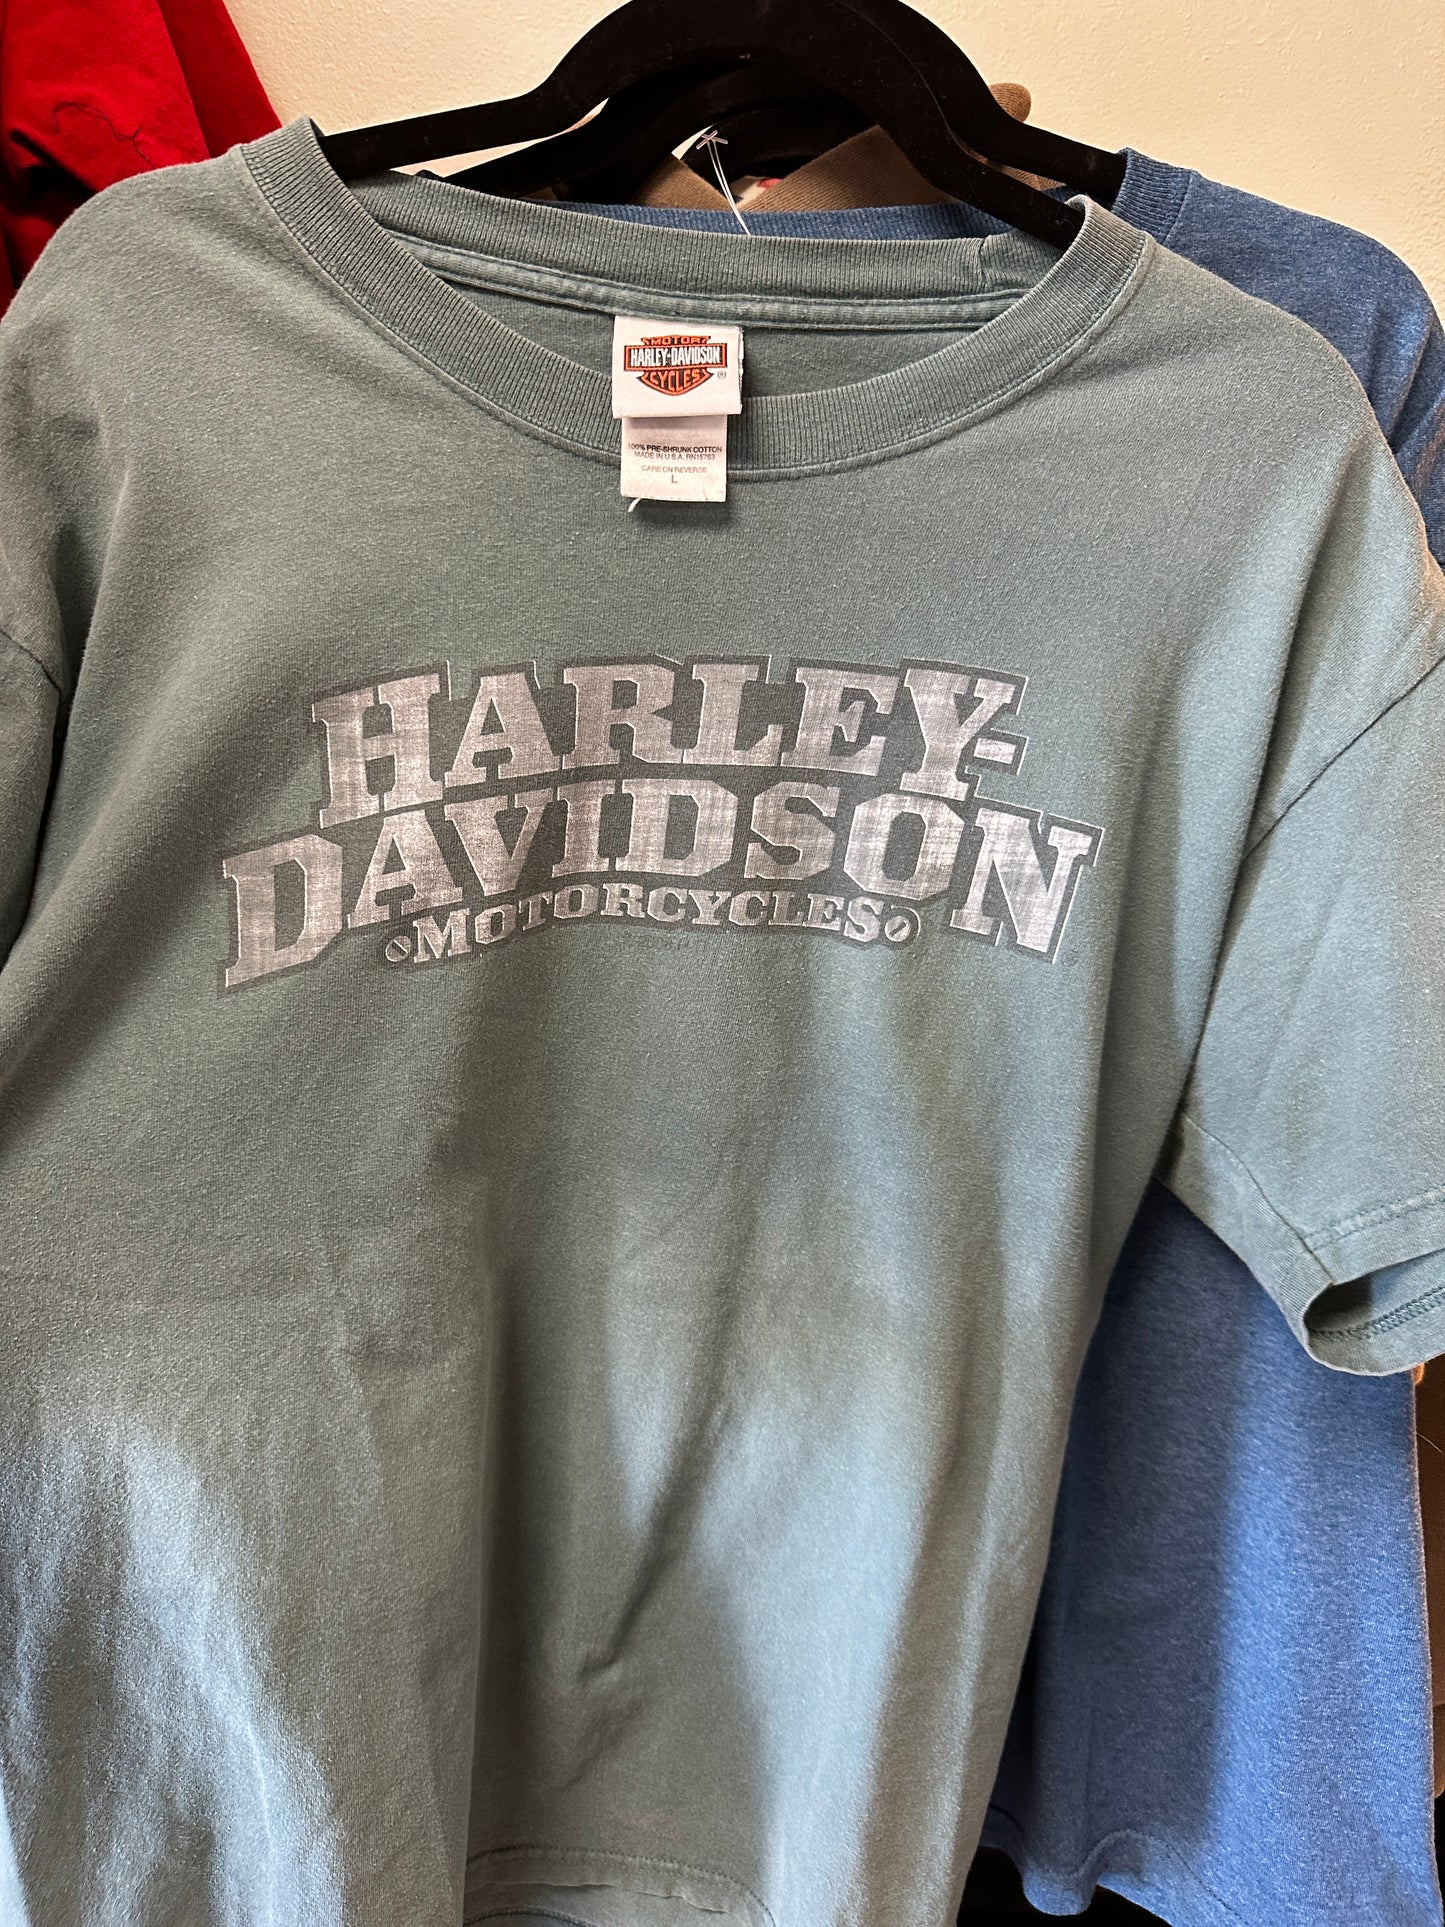 MOTOR
HARLEY-DAVIDSON
CYCLES ®
100% PRE-SHRUNK COTTON
MADE IN U.S.A. RN15763
CARE ON REVERSE
L
HARLEY-
DAVIDSON
MOTORCYCLES